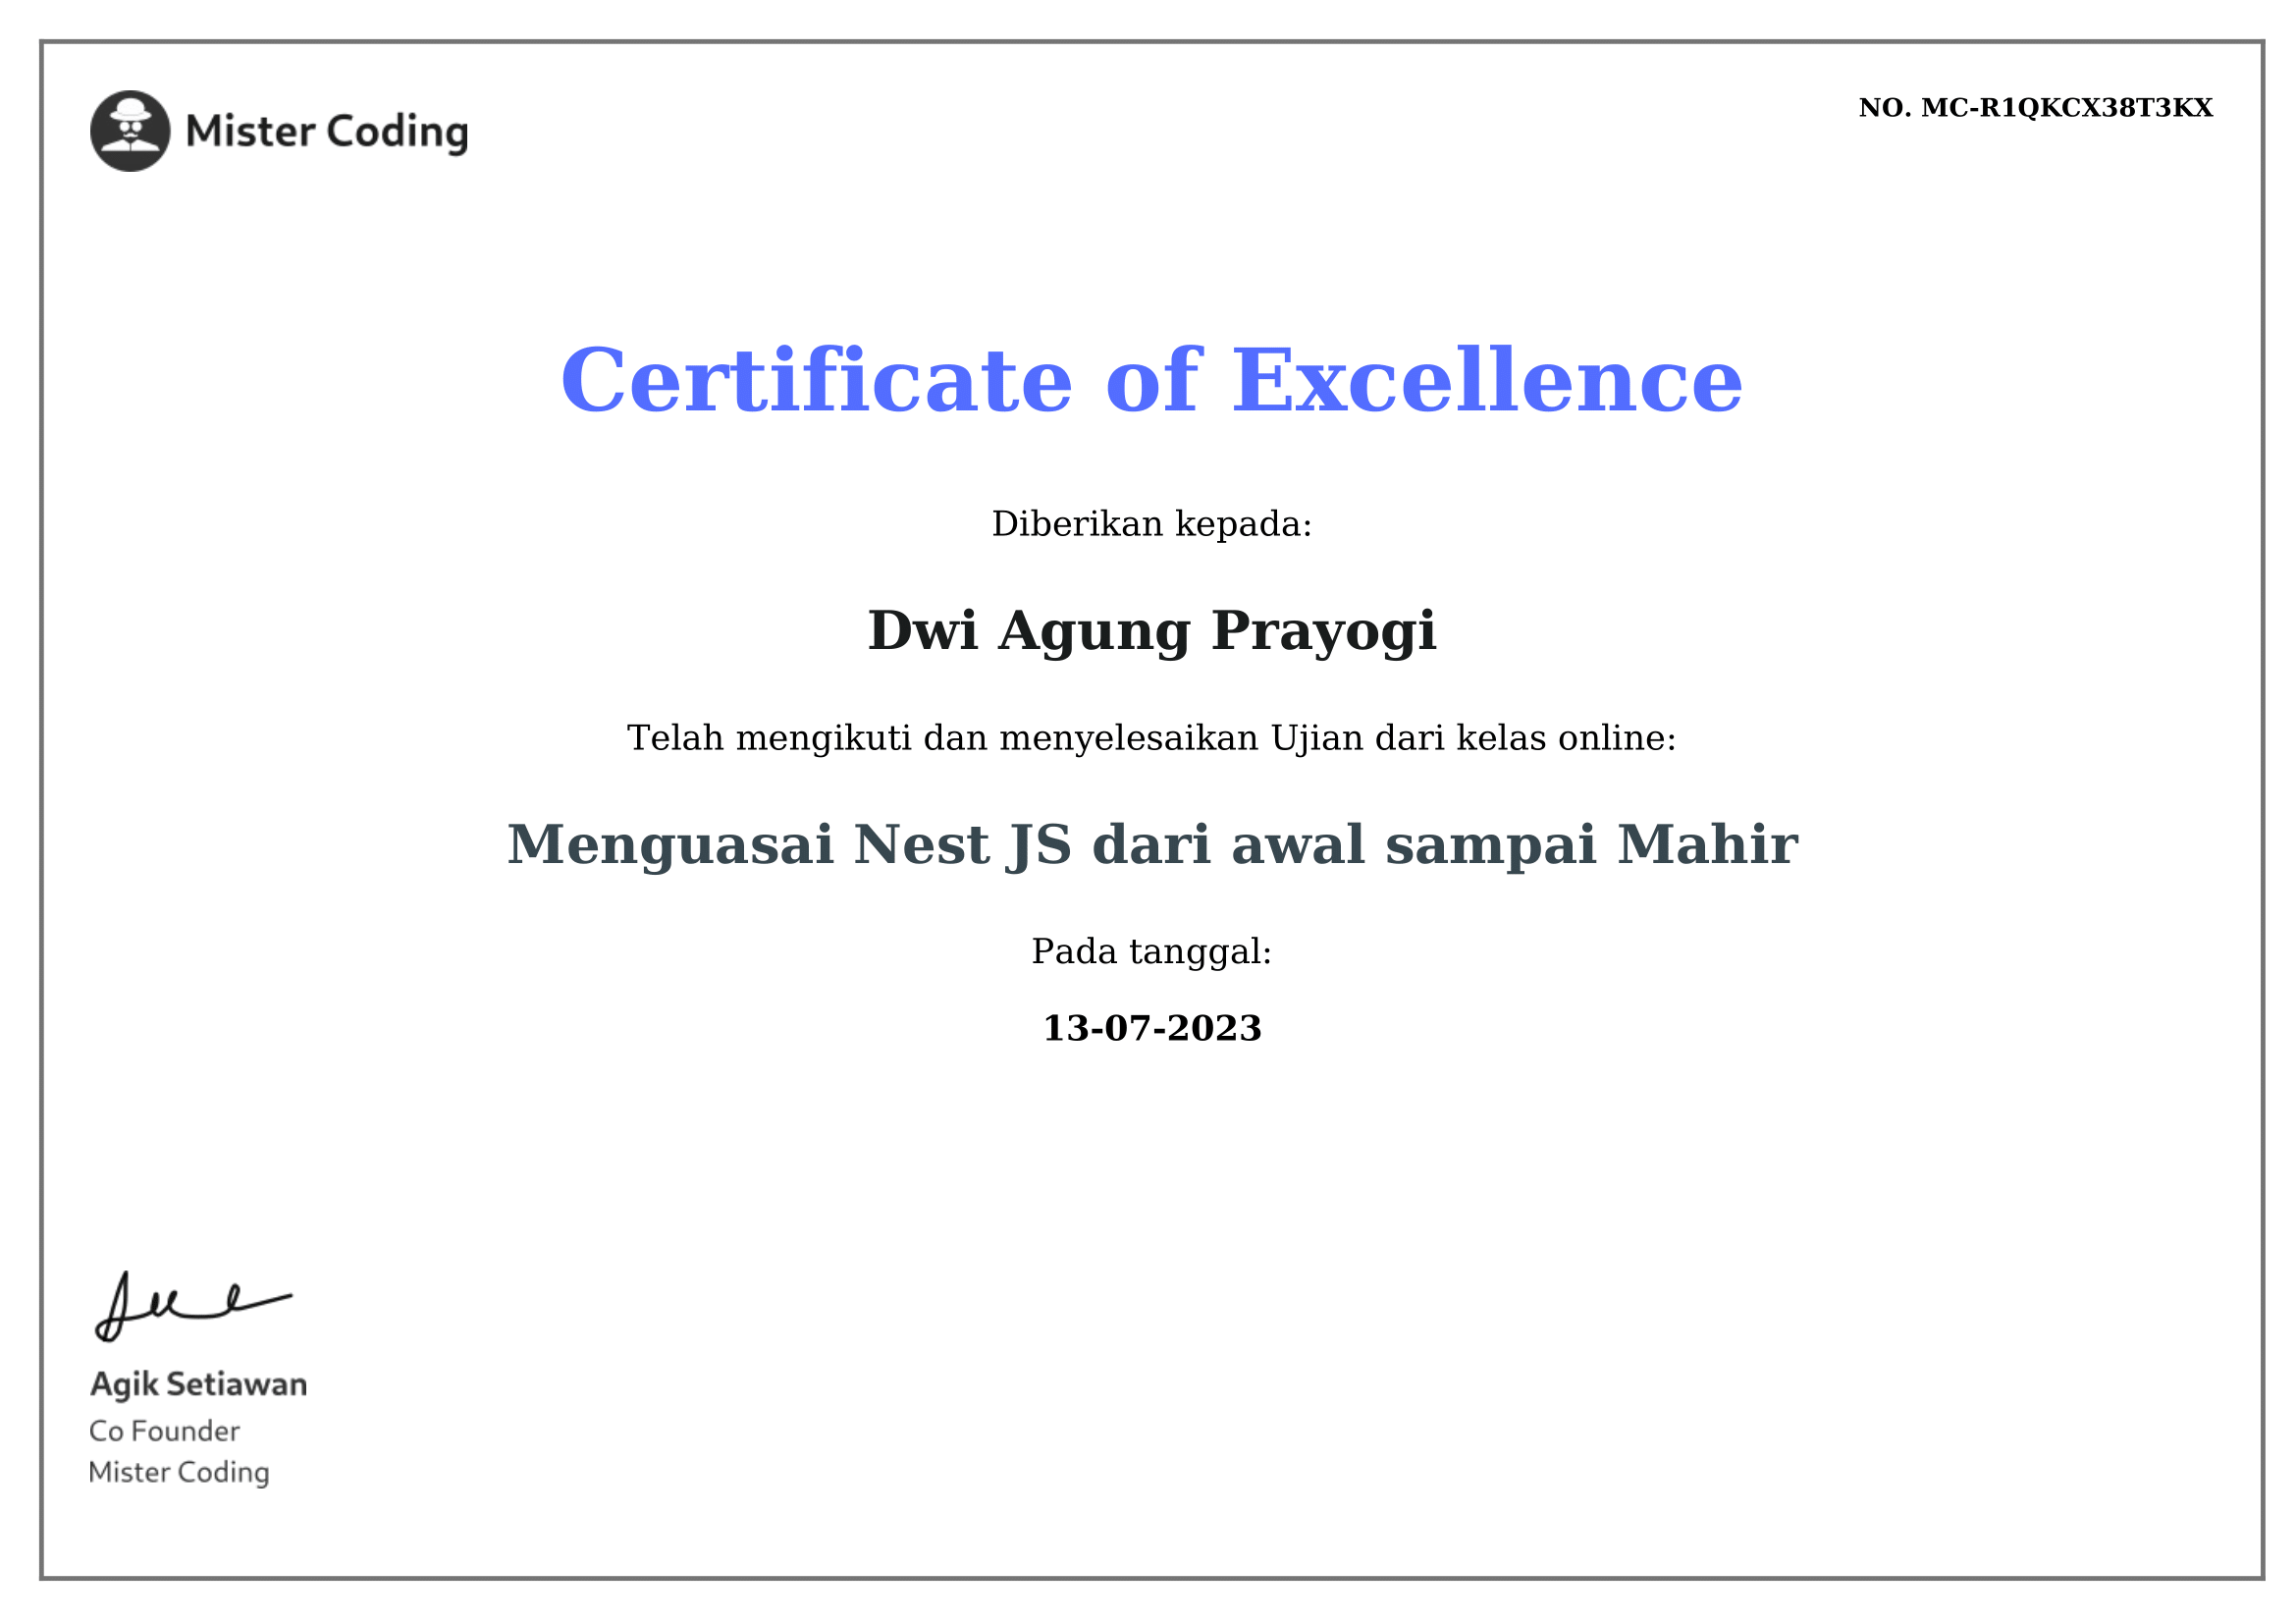 Mister Coding
NO. MC-R1QKCX38T3KX
Certificate of Excellence
Diberikan kepada:
Dwi Agung Prayogi
Telah mengikuti dan menyelesaikan Ujian dari kelas online:
Menguasai Nest JS dari awal sampai Mahir
Pada tanggal:
13-07-2023
Agik Setiawan
Co Founder
Mister Coding